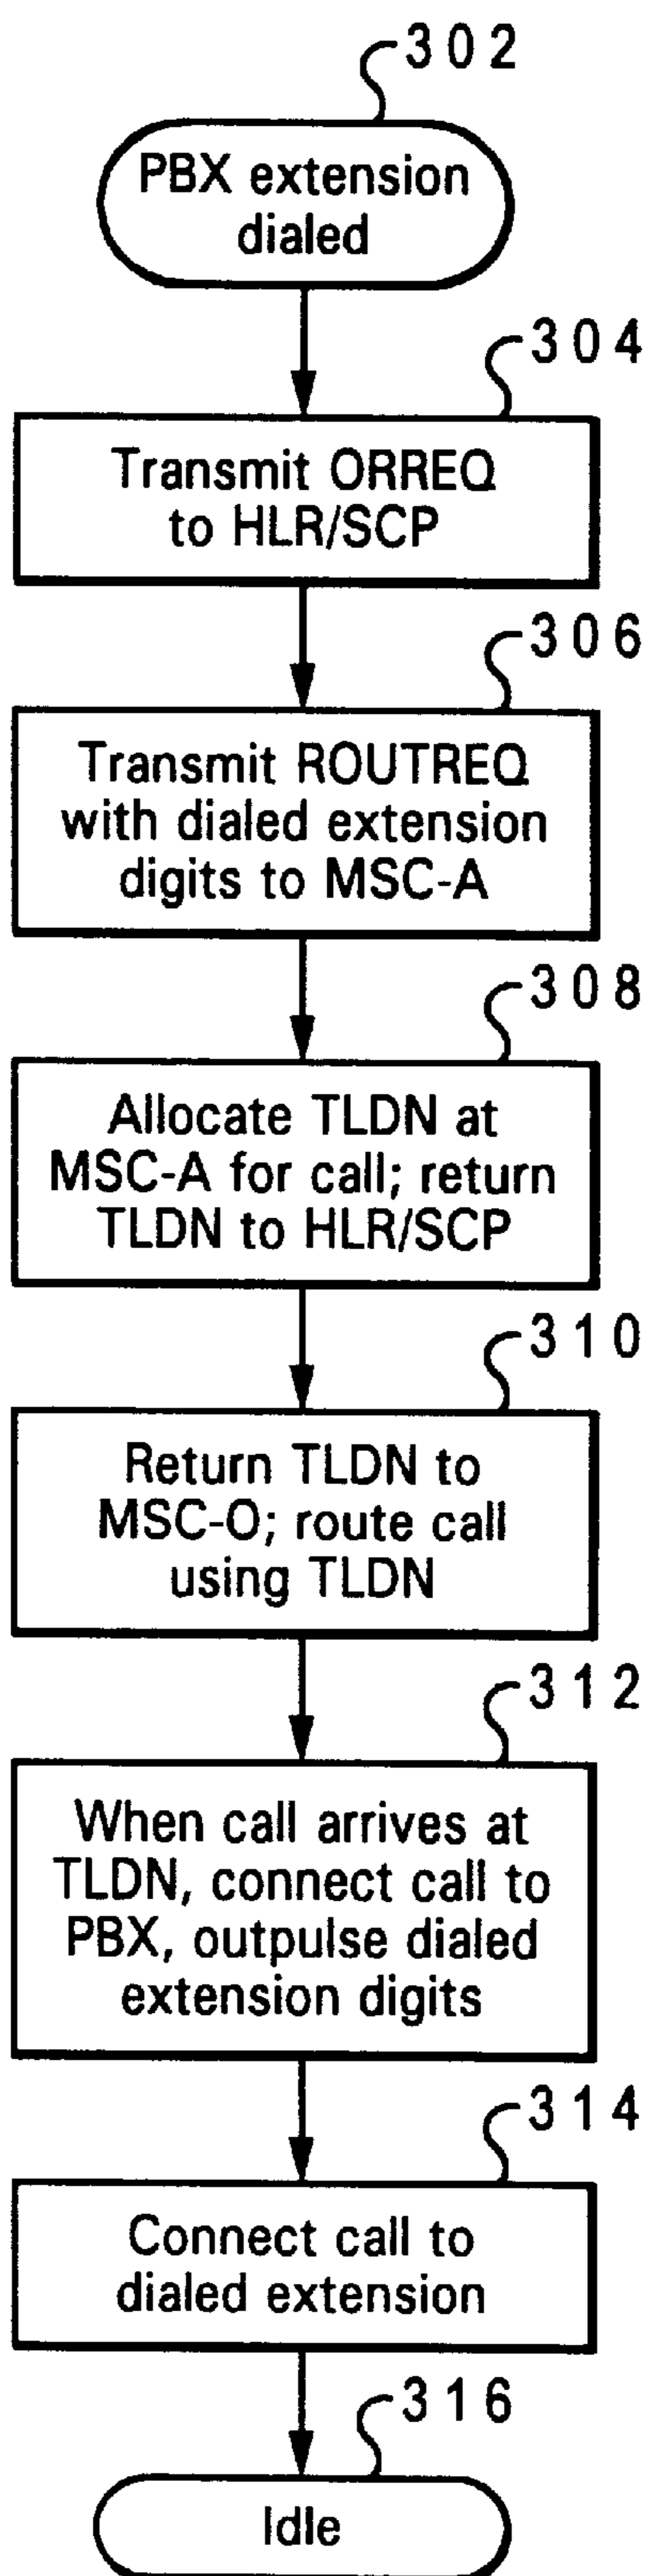 302
PBX extension
dialed
304
Transmit ORREQ
to HLR/SCP
306
Transmit ROUTREQ
with dialed extension
digits to MSC-A
308
Allocate TLDN at
MSC-A for call; return
TLDN to HLR/SCP
310
Return TLDN to
MSC-O; route call
using TLDN
312
When call arrives at
TLDN, connect call to
PBX, outpulse dialed
extension digits
314
Connect call to
dialed extension
316
Idle